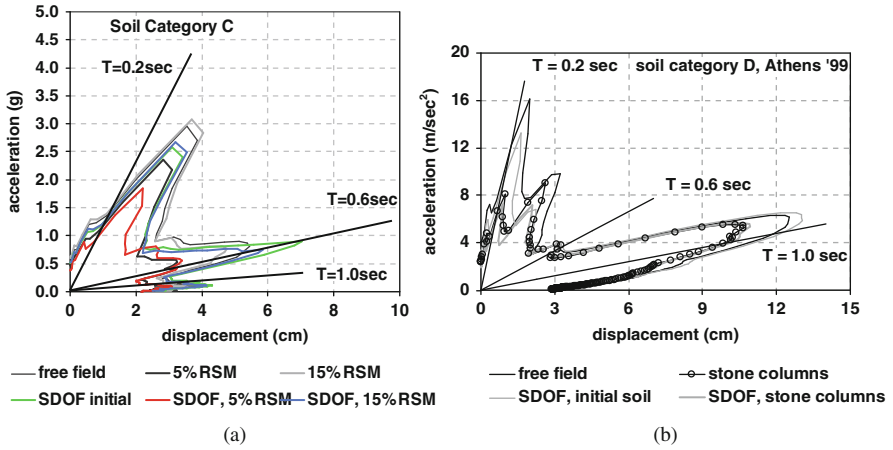 Soil Category C
T=0.2sec
T=0.6sec
T=1.0sec
acceleration (g)
5.0
4.5
4.0
3.5
3.0
2.5
2.0
1.5
1.0
0.5
0.0
0 2 4 6 8 10
displacement (cm)
free field 5%RSM 15%RSM
SDOF initial SDOF, 5%RSM SDOF, 15%RSM
(a)
T = 0.2 sec soil category D, Athens '99
T = 0.6 sec
T = 1.0 sec
acceleration (m/sec²)
20
16
12
8
4
0
0 3 6 9 12 15
displacement (cm)
free field stone columns
SDOF, initial soil SDOF, stone columns
(b)